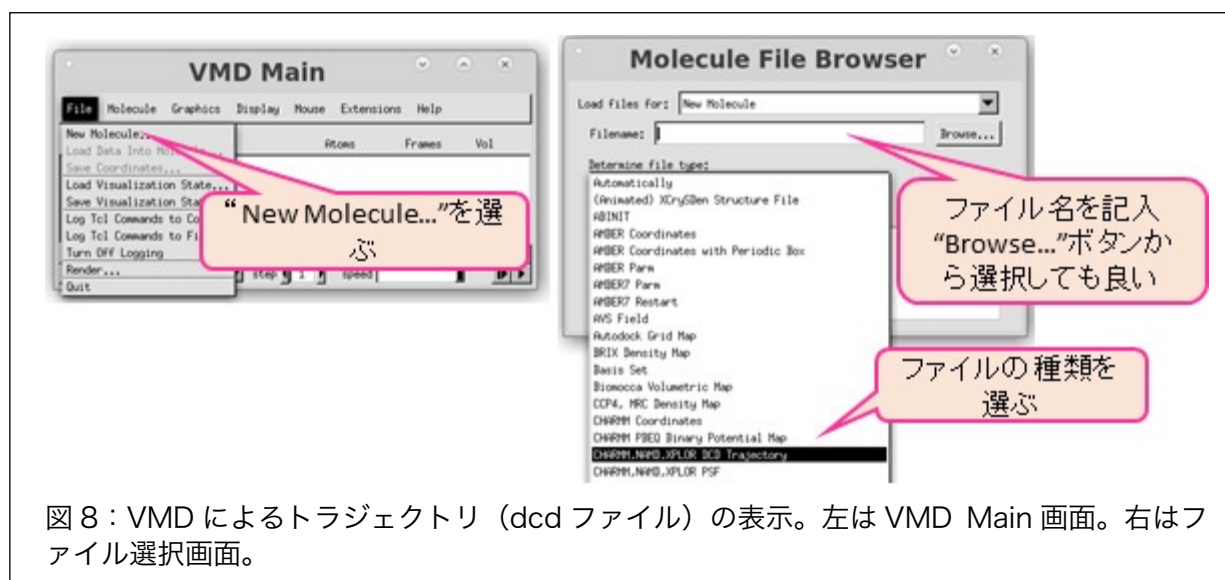 VMD Main
File Molecule Graphics Display Mouse Extensions Help
New Molecule...
Load Data Into Molecule...
Save Coordinates...
Load Visualization State...
Save Visualization Sta
Log Tcl Commands to Co
Log Tcl Commands to Fi
Turn Off Logging
Render...
Quit
Atoms Frames Vol
step 1 speed
“New Molecule...”を選
ぶ
Molecule File Browser
Load files for: New Molecule
Filename: Browse...
Determine file type:
Automatically
(Animated) XCrySDen Structure File
ABINIT
AMBER Coordinates
AMBER Coordinates with Periodic Box
AMBER Parm
AMBER7 Parm
AMBER7 Restart
AVS Field
Autodock Grid Map
BRIX Density Map
Basis Set
Biomocca Volumetric Map
CCP4, MRC Density Map
CHARMM Coordinates
CHARMM PBEQ Binary Potential Map
CHARMM,NAMD,XPLOR DCD Trajectory
CHARMM,NAMD,XPLOR PSF
ファイル名を記入
“Browse...”ボタンか
ら選択しても良い
ファイルの種類を
選ぶ
図 8：VMD によるトラジェクトリ（dcd ファイル）の表示。左は VMD Main 画面。右はフ
ァイル選択画面。